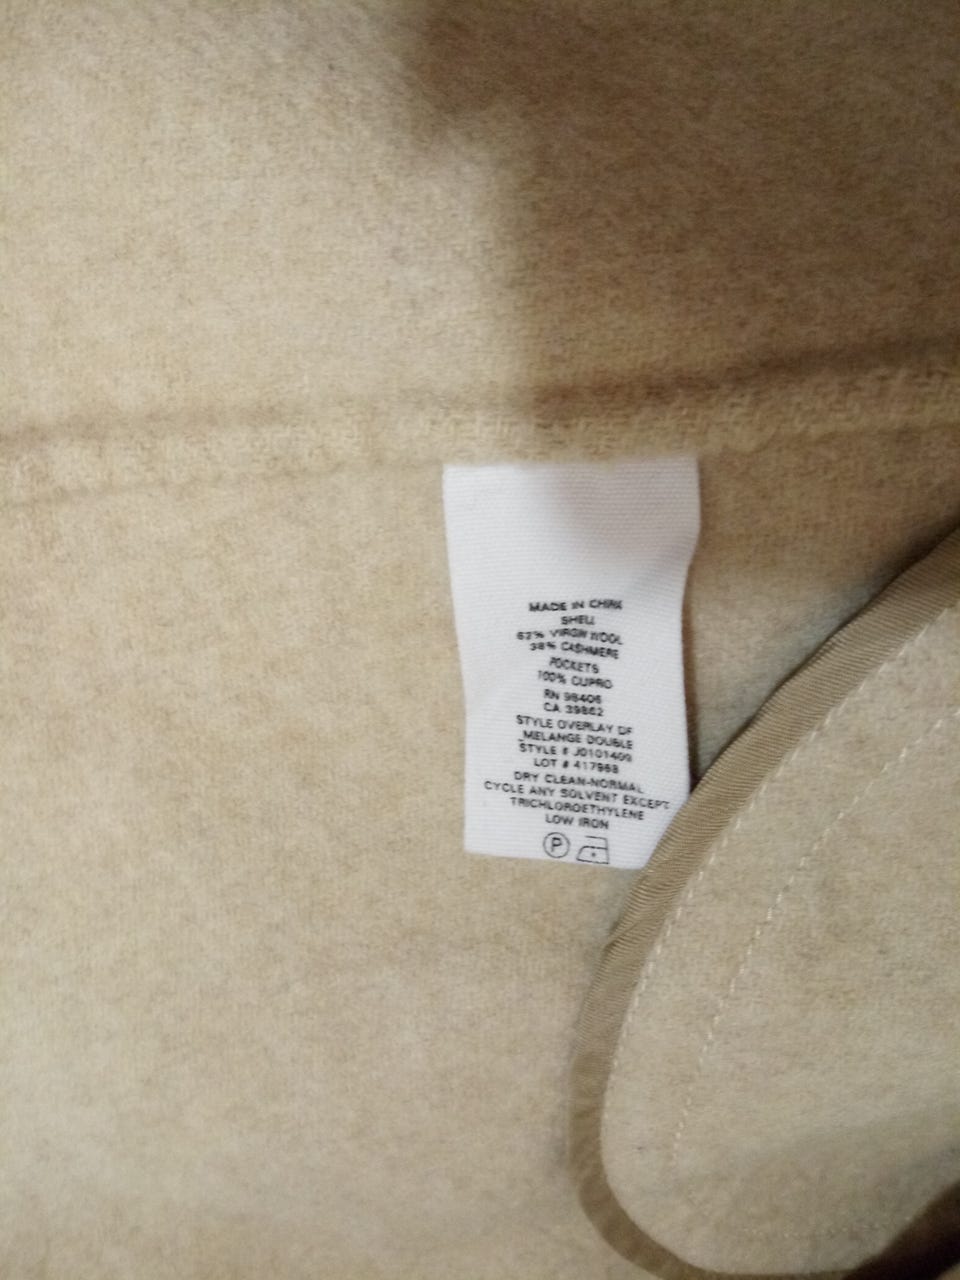 MADE IN CHINA
SHELL
62% VIRGIN WOOL
38% CASHMERE
POCKETS
100% CUPRO
RN 98406
CA 39862
STYLE OVERLAY DF
MELANGE DOUBLE
STYLE # J0101409
LOT # 417968
DRY CLEAN-NORMAL
CYCLE ANY SOLVENT EXCEPT
TRICHLOROETHYLENE
LOW IRON
P